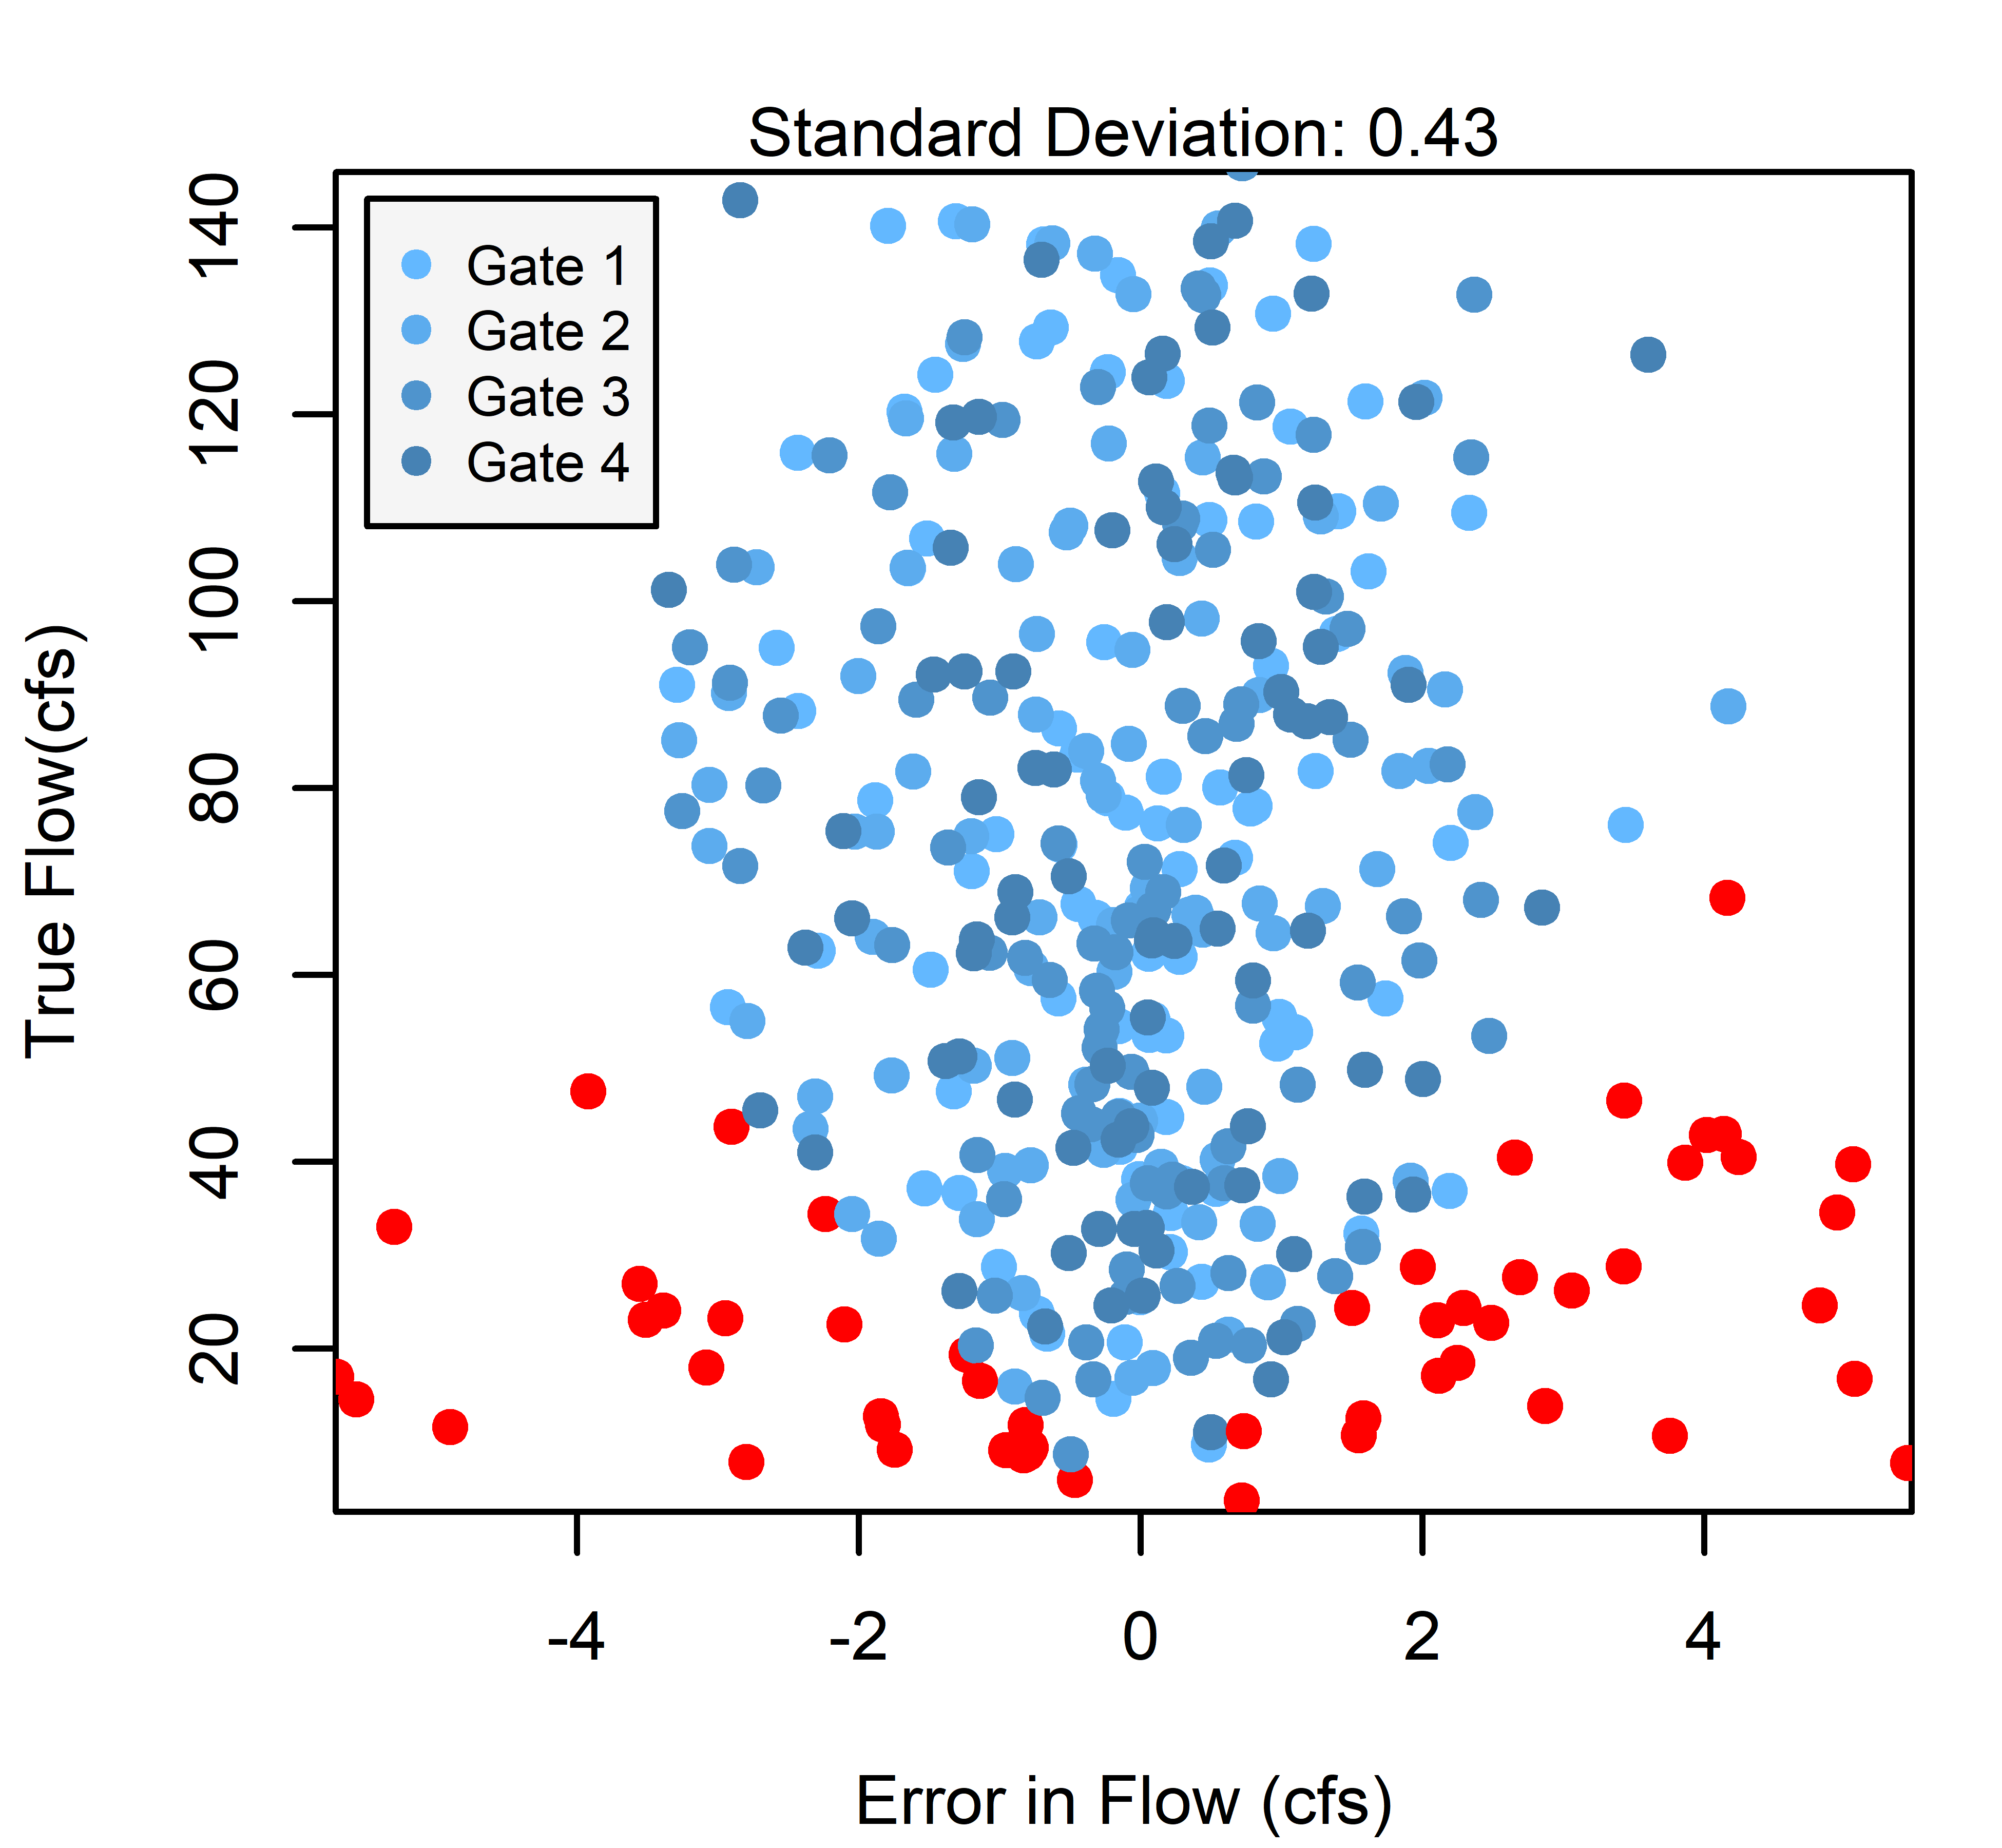 Standard Deviation: 0.43
True Flow(cfs)
140
120
100
80
60
40
20
Gate 1
Gate 2
Gate 3
Gate 4
-4 -2 0 2 4
Error in Flow (cfs)